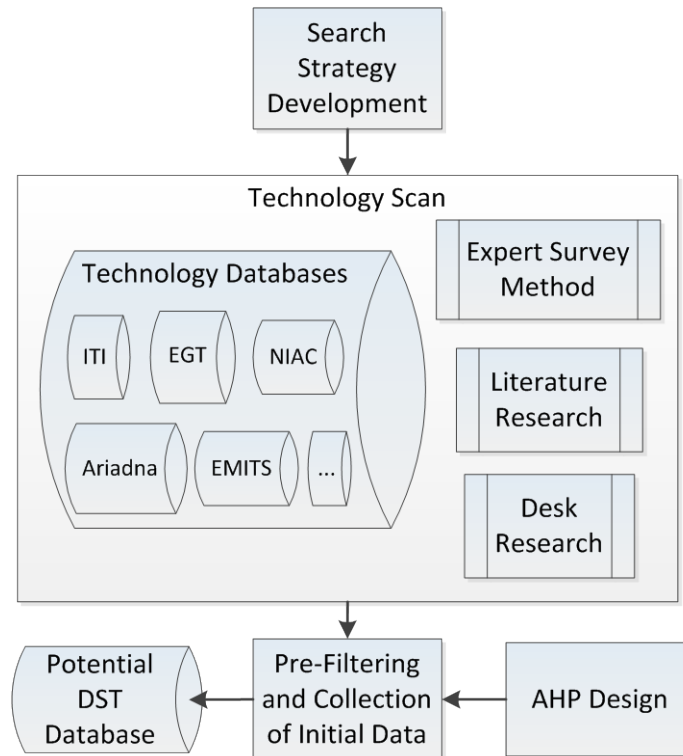 Search
Strategy
Development
Technology Scan
Technology Databases
ITI
EGT
NIAC
Ariadna
EMITS
...
Expert Survey
Method
Literature
Research
Desk
Research
Potential
DST
Database
Pre-Filtering
and Collection
of Initial Data
AHP Design